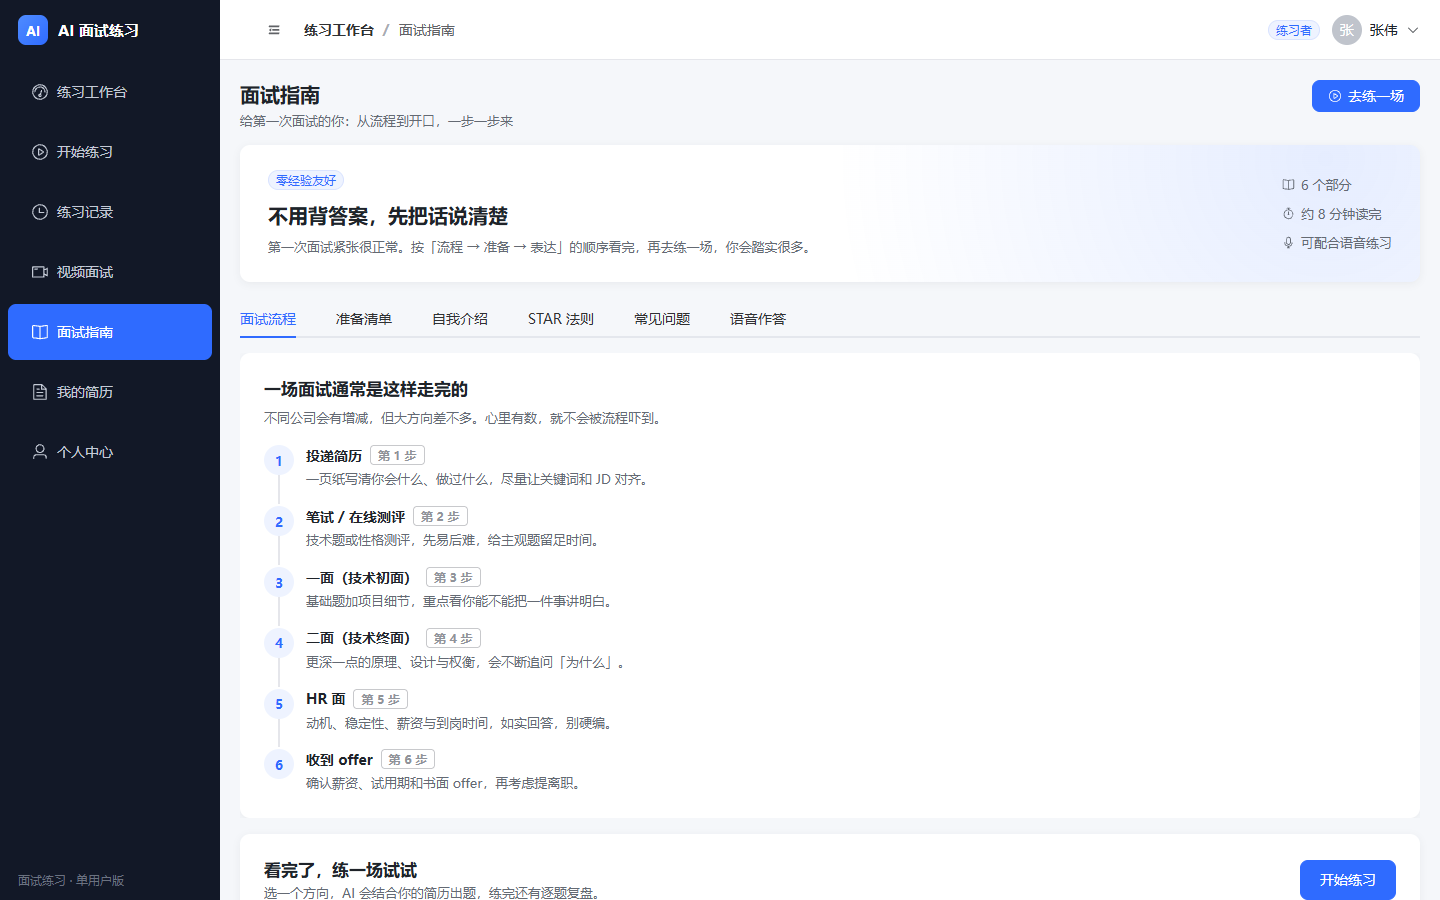 AI AI 面试练习
练习工作台
开始练习
练习记录
视频面试
面试指南
我的简历
个人中心
面试练习 · 单用户版
练习工作台 / 面试指南
练习者 张 张伟
面试指南
给第一次面试的你：从流程到开口，一步一步来
去练一场
零经验友好
不用背答案，先把话说清楚
第一次面试紧张很正常。按「流程 → 准备 → 表达」的顺序看完，再去练一场，你会踏实很多。
6 个部分
约 8 分钟读完
可配合语音练习
面试流程 准备清单 自我介绍 STAR 法则 常见问题 语音作答
一场面试通常是这样走完的
不同公司会有增减，但大方向差不多。心里有数，就不会被流程吓到。
1 投递简历 第 1 步
一页纸写清你会什么、做过什么，尽量让关键词和 JD 对齐。
2 笔试 / 在线测评 第 2 步
技术题或性格测评，先易后难，给主观题留足时间。
3 一面（技术初面） 第 3 步
基础题加项目细节，重点看你能不能把一件事讲明白。
4 二面（技术终面） 第 4 步
更深一点的原理、设计与权衡，会不断追问「为什么」。
5 HR 面 第 5 步
动机、稳定性、薪资与到岗时间，如实回答，别硬编。
6 收到 offer 第 6 步
确认薪资、试用期和书面 offer，再考虑提离职。
看完了，练一场试试
选一个方向，AI 会结合你的简历出题，练完还有逐题复盘。
开始练习